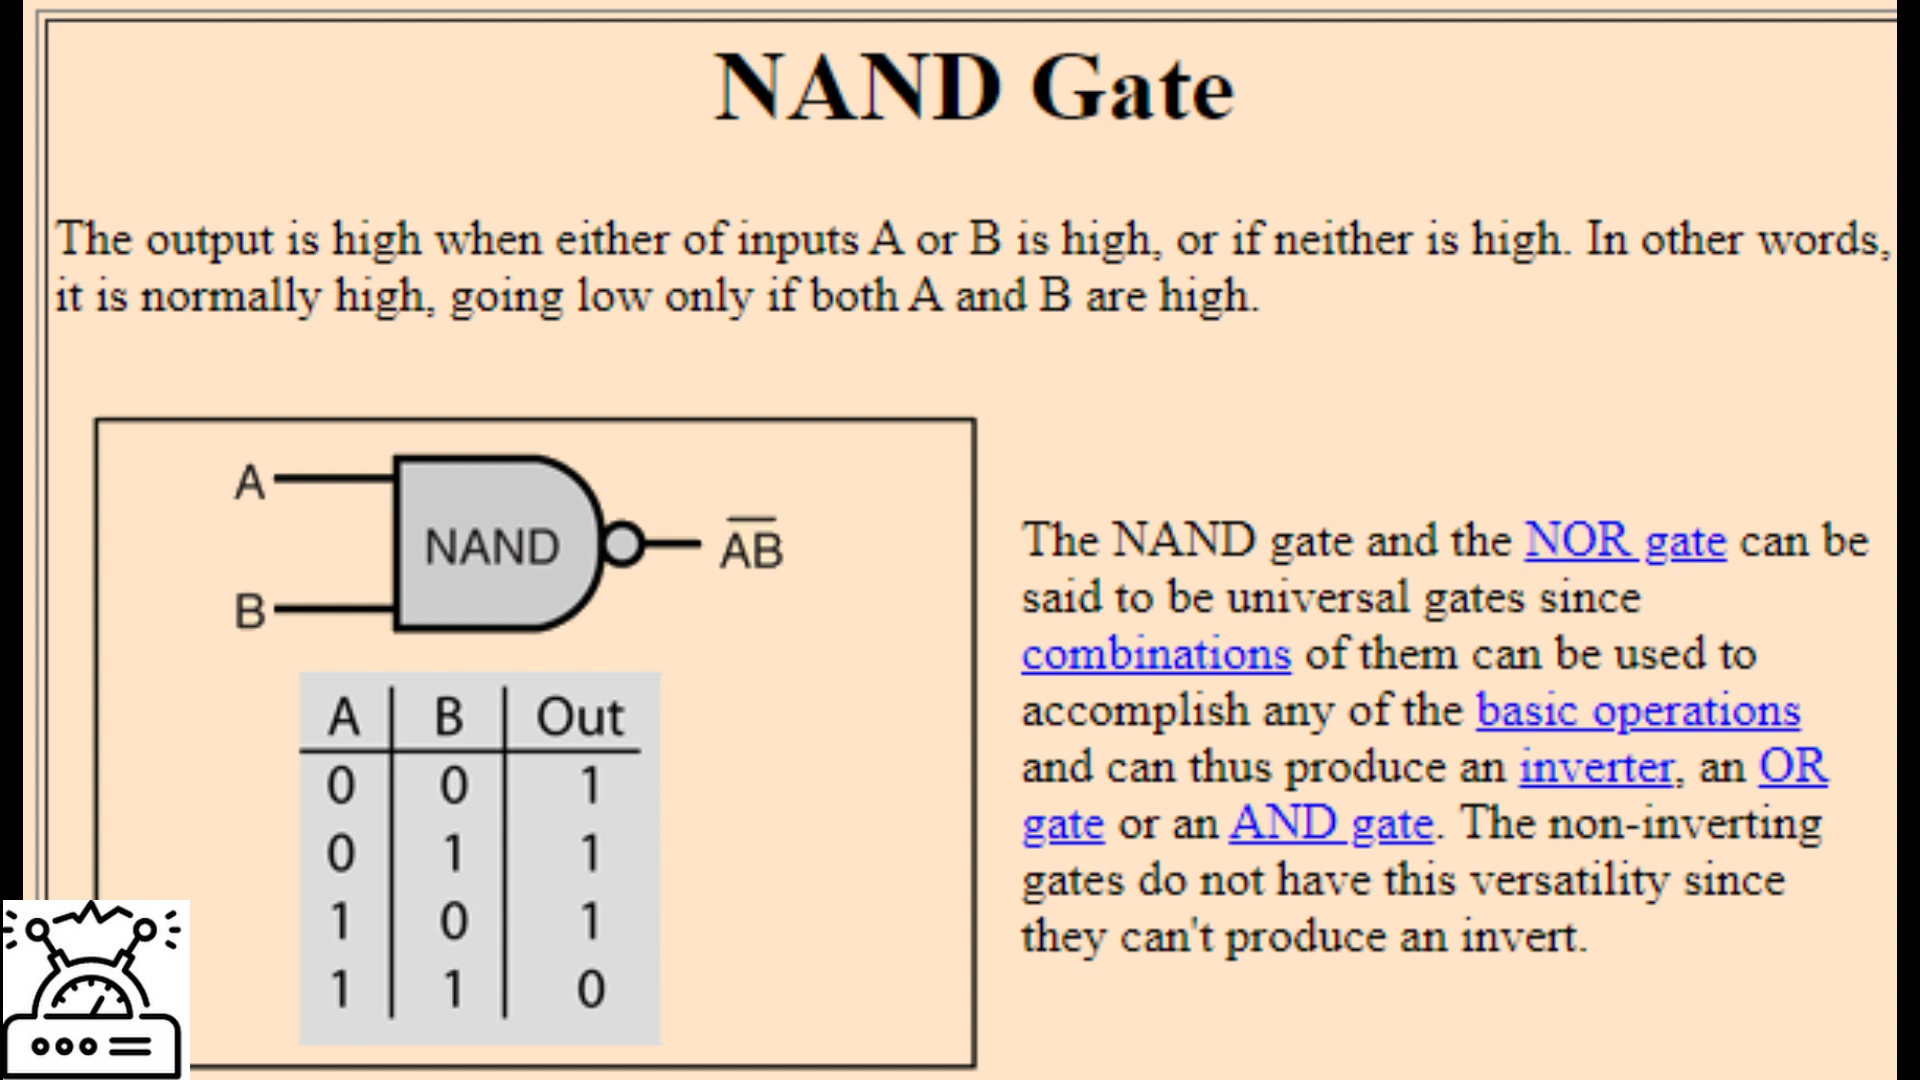 NAND Gate
The output is high when either of inputs A or B is high, or if neither is high. In other words,
it is normally high, going low only if both A and B are high.
A
NAND
A̅B̅
B
A B Out
0 0 1
0 1 1
1 0 1
1 1 0
The NAND gate and the NOR gate can be
said to be universal gates since
combinations of them can be used to
accomplish any of the basic operations
and can thus produce an inverter, an OR
gate or an AND gate. The non-inverting
gates do not have this versatility since
they can't produce an invert.